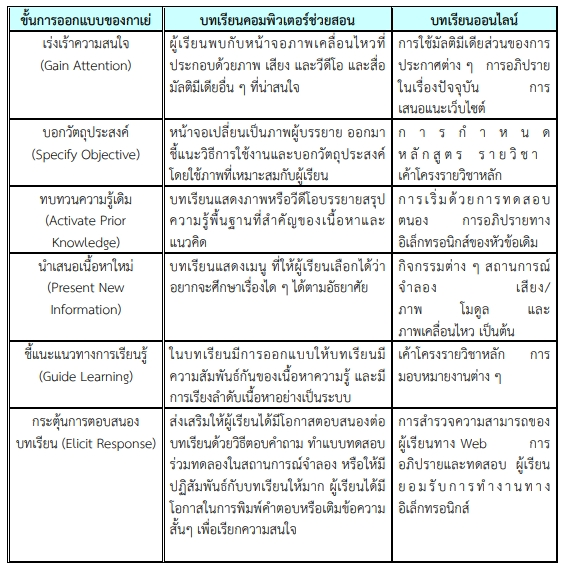 ขั้นการออกแบบของกาเย่
บทเรียนคอมพิวเตอร์ช่วยสอน
บทเรียนออนไลน์
เร่งเร้าความสนใจ
(Gain Attention)
ผู้เรียนพบกับหน้าจอภาพเคลื่อนไหวที่
ประกอบด้วยภาพ เสียง และวีดีโอ และสื่อ
มัลติมีเดียอื่น ๆ ที่น่าสนใจ
การใช้มัลติมีเดียส่วนของการ
ประกาศต่าง ๆ การอภิปราย
ในเรื่องปัจจุบัน การ
เสนอแนะเว็บไซต์
บอกวัตถุประสงค์
(Specify Objective)
หน้าจอเปลี่ยนเป็นภาพผู้บรรยาย ออกมา
ชี้แนะวิธีการใช้งานและบอกวัตถุประสงค์
โดยใช้ภาพที่เหมาะสมกับผู้เรียน
การกำหนด
หลักสูตร รายวิชา
เค้าโครงรายวิชาหลัก
ทบทวนความรู้เดิม
(Activate Prior
Knowledge)
บทเรียนแสดงภาพหรือวีดีโอบรรยายสรุป
ความรู้พื้นฐานที่สำคัญของเนื้อหาและ
แนวคิด
การเริ่มด้วยการทดสอบ
ตนอง การอภิปรายทาง
อิเล็กทรอนิกส์ของหัวข้อเดิม
นำเสนอเนื้อหาใหม่
(Present New
Information)
บทเรียนแสดงเมนู ที่ให้ผู้เรียนเลือกได้ว่า
อยากจะศึกษาเรื่องใด ๆ ได้ตามอัธยาศัย
กิจกรรมต่าง ๆ สถานการณ์
จำลอง เสียง/
ภาพ โมดูล และ
ภาพเคลื่อนไหว เป็นต้น
ชี้แนะแนวทางการเรียนรู้
(Guide Learning)
ในบทเรียนมีการออกแบบให้บทเรียนมี
ความสัมพันธ์กันของเนื้อหาความรู้ และมี
การเรียงลำดับเนื้อหาอย่างเป็นระบบ
เค้าโครงรายวิชาหลัก การ
มอบหมายงานต่าง ๆ
กระตุ้นการตอบสนอง
บทเรียน (Elicit Response)
ส่งเสริมให้ผู้เรียนได้มีโอกาสตอบสนองต่อ
บทเรียนด้วยวิธีตอบคำถาม ทำแบบทดสอบ
ร่วมทดลองในสถานการณ์จำลอง หรือให้มี
ปฏิสัมพันธ์กับบทเรียนให้มาก ผู้เรียนได้มี
โอกาสในการพิมพ์คำตอบหรือเติมข้อความ
สั้นๆ เพื่อเรียกความสนใจ
การสำรวจความสามารถของ
ผู้เรียนทาง Web การ
อภิปรายและทดสอบ ผู้เรียน
ยอมรับการทำงานทาง
อิเล็กทรอนิกส์